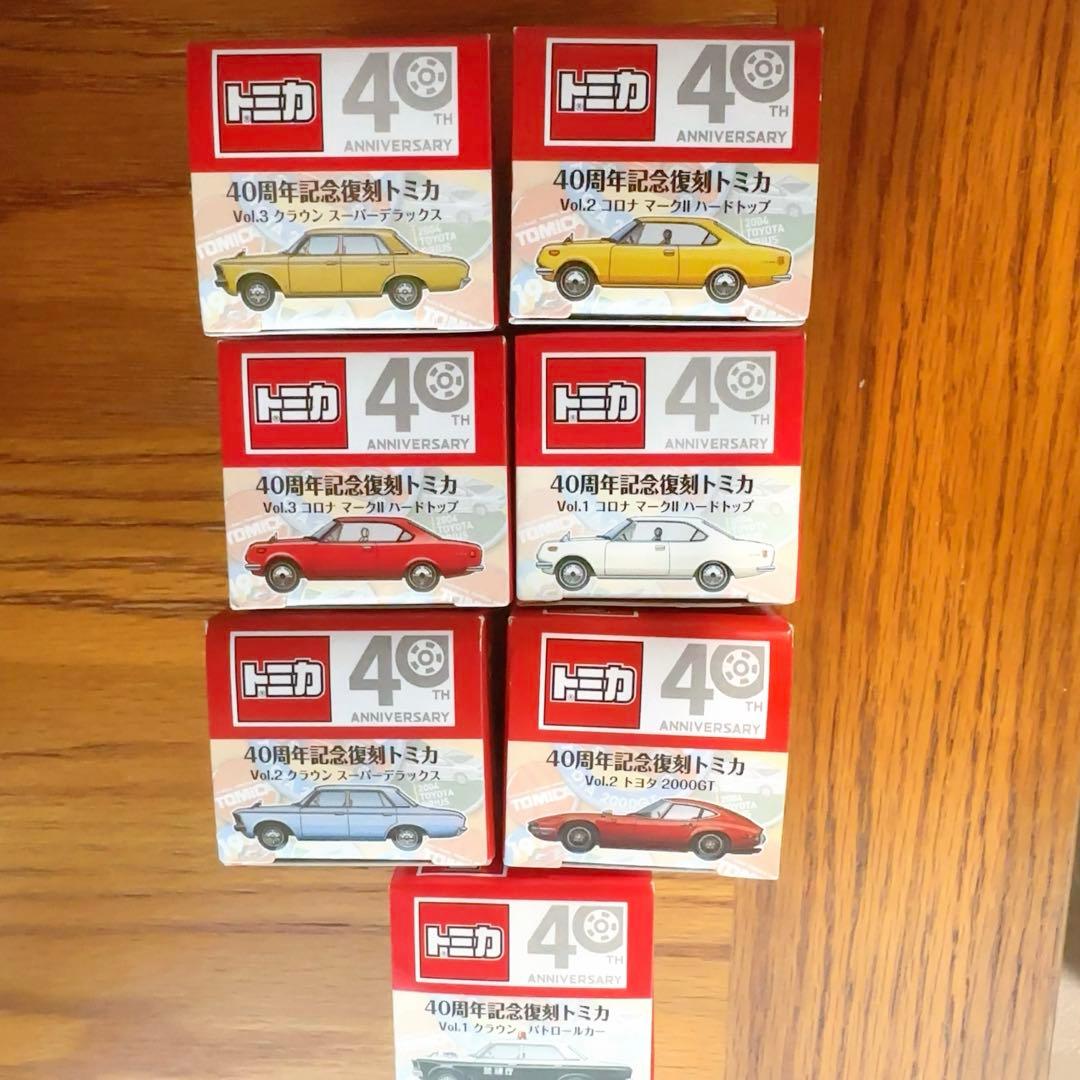 トミカ
40TH
ANNIVERSARY
40周年記念復刻トミカ
Vol.3 クラウン スーパーデラックス
トミカ
40TH
ANNIVERSARY
40周年記念復刻トミカ
Vol.2 コロナ マークII ハードトップ
トミカ
40TH
ANNIVERSARY
40周年記念復刻トミカ
Vol.3 コロナ マークII ハードトップ
トミカ
40TH
ANNIVERSARY
40周年記念復刻トミカ
Vol.1 コロナ マークII ハードトップ
トミカ
40TH
ANNIVERSARY
40周年記念復刻トミカ
Vol.2 クラウン スーパーデラックス
トミカ
40TH
ANNIVERSARY
40周年記念復刻トミカ
Vol.2 トヨタ 2000GT
トミカ
40TH
ANNIVERSARY
40周年記念復刻トミカ
Vol.1 クラウン パトロールカー
警視庁